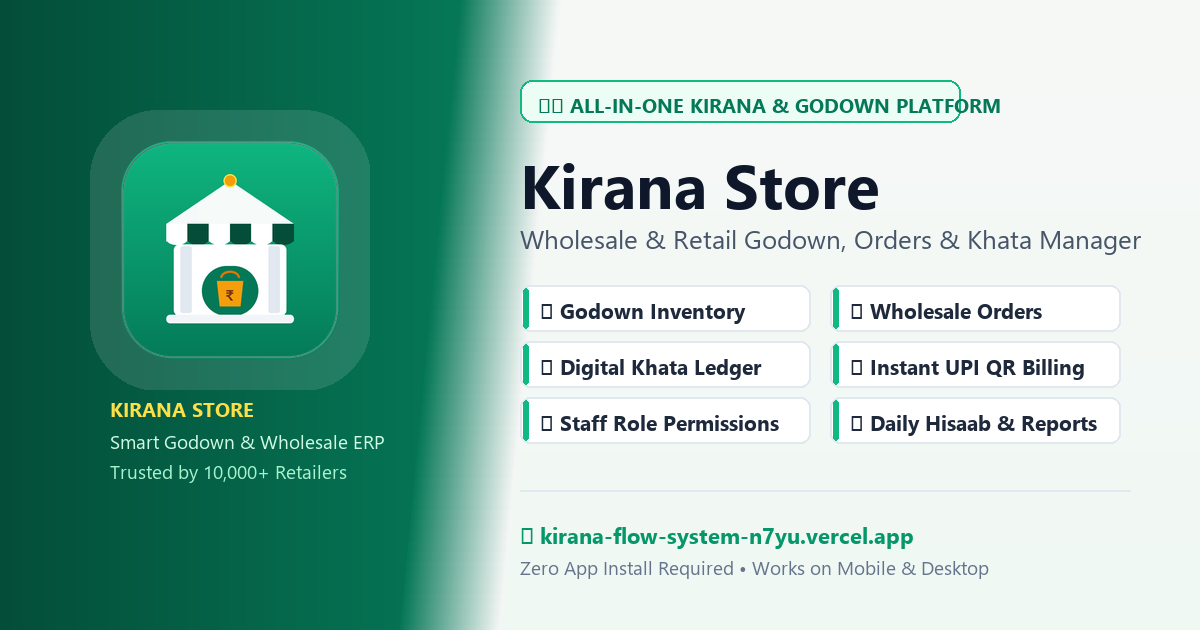 ALL-IN-ONE KIRANA & GODOWN PLATFORM
Kirana Store
Wholesale & Retail Godown, Orders & Khata Manager
Godown Inventory
Wholesale Orders
Digital Khata Ledger
Instant UPI QR Billing
Staff Role Permissions
Daily Hisaab & Reports
₹
KIRANA STORE
Smart Godown & Wholesale ERP
Trusted by 10,000+ Retailers
kirana-flow-system-n7yu.vercel.app
Zero App Install Required • Works on Mobile & Desktop